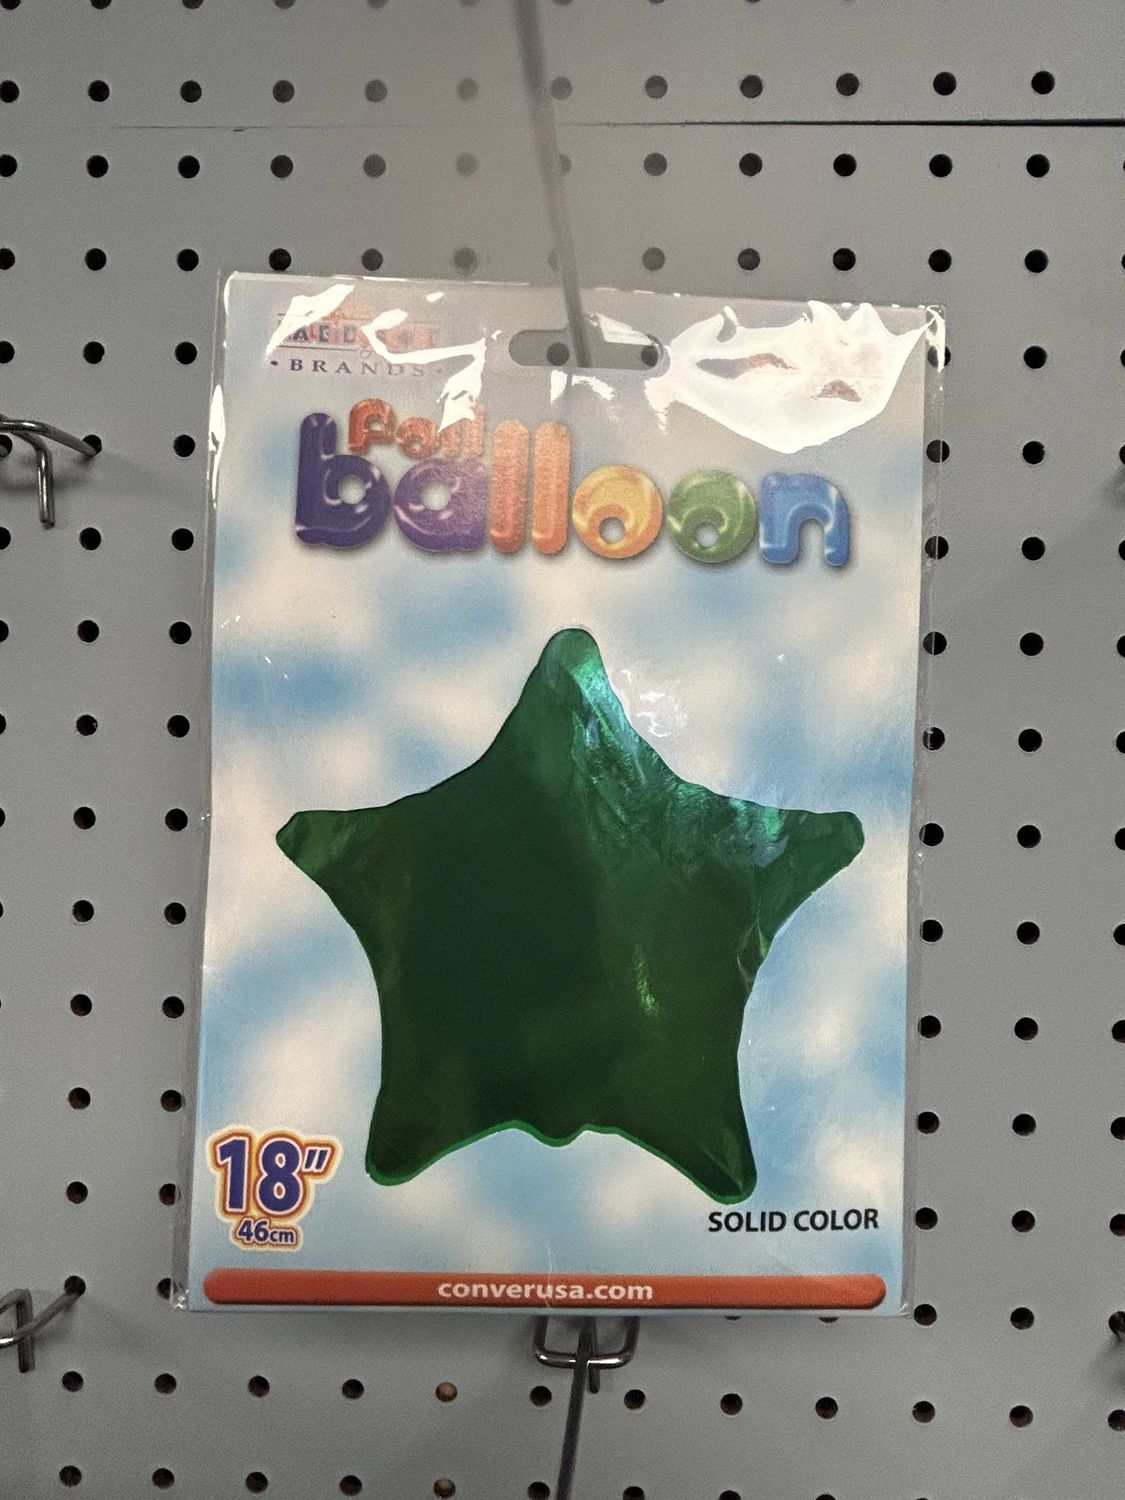 BRANDS
Foil
balloon
18"
46cm
SOLID COLOR
converusa.com